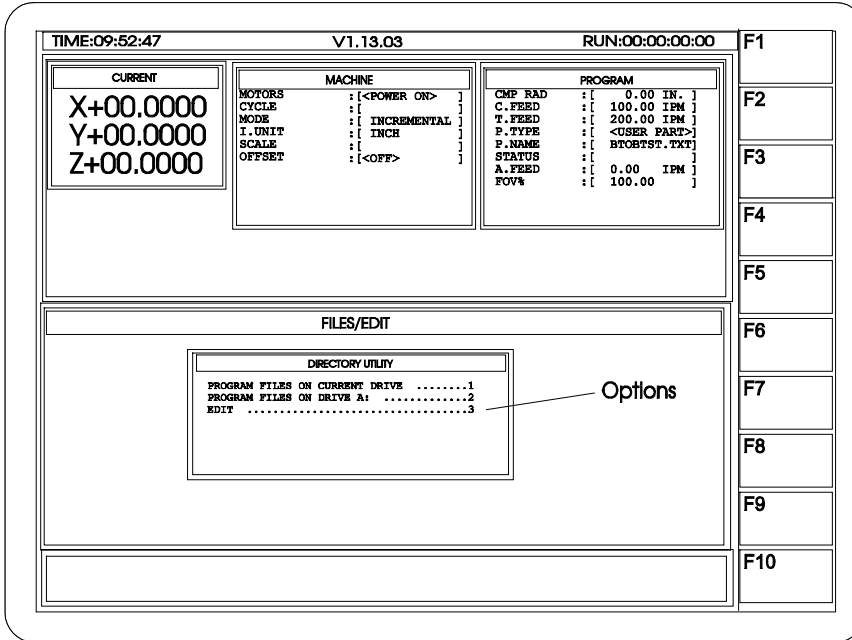 TIME:09:52:47 V1.13.03 RUN:00:00:00:00
CURRENT
X+00.0000
Y+00.0000
Z+00.0000
MACHINE
MOTORS :[<POWER ON> ]
CYCLE :[ ]
MODE :[ INCREMENTAL ]
I.UNIT :[ INCH ]
SCALE :[ ]
OFFSET :[<OFF> ]
PROGRAM
CMP RAD :[ 0.00 IN. ]
C.FEED :[ 100.00 IPM ]
T.FEED :[ 200.00 IPM ]
P.TYPE :[ <USER PART>]
P.NAME :[ BTOBTST.TXT]
STATUS :[ ]
A.FEED :[ 0.00 IPM ]
FOV% :[ 100.00 ]
FILES/EDIT
DIRECTORY UTILITY
PROGRAM FILES ON CURRENT DRIVE ........1
PROGRAM FILES ON DRIVE A: .............2
EDIT ..................................3
Options
F1
F2
F3
F4
F5
F6
F7
F8
F9
F10